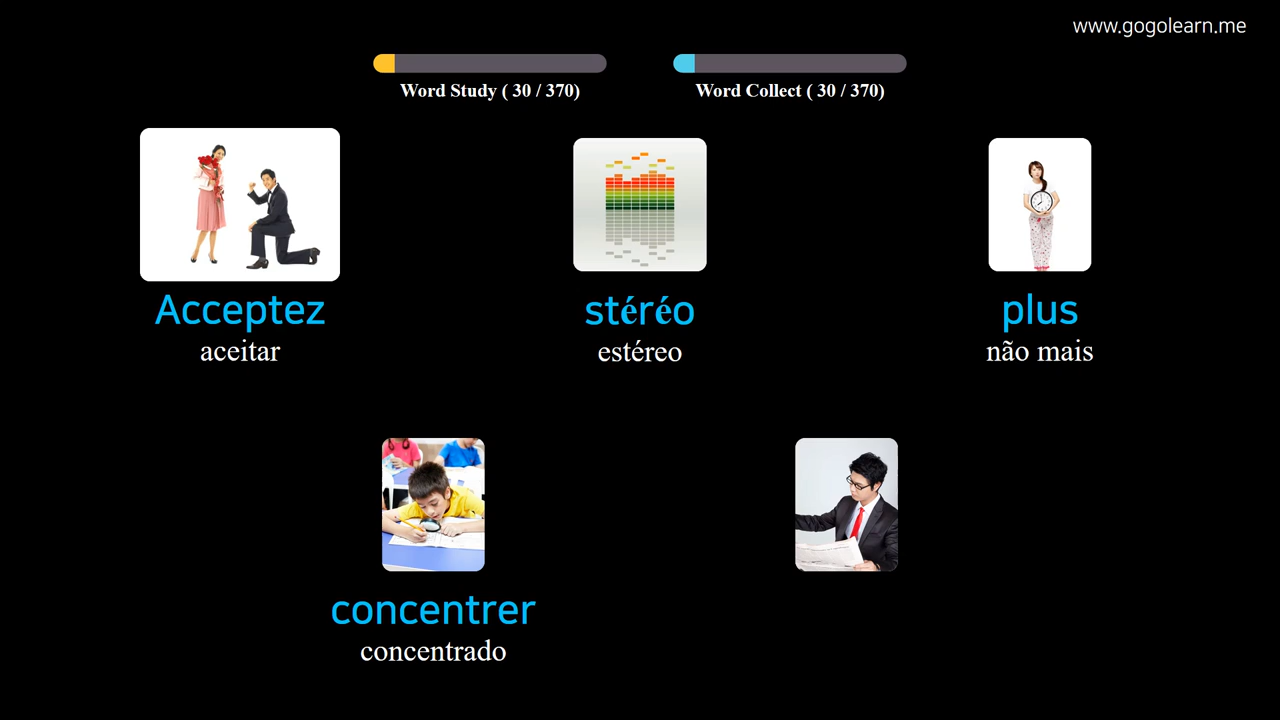 www.gogolearn.me
Word Study ( 30 / 370)
Word Collect ( 30 / 370)
Acceptez
aceitar
stéréo
estéreo
plus
não mais
concentrer
concentrado